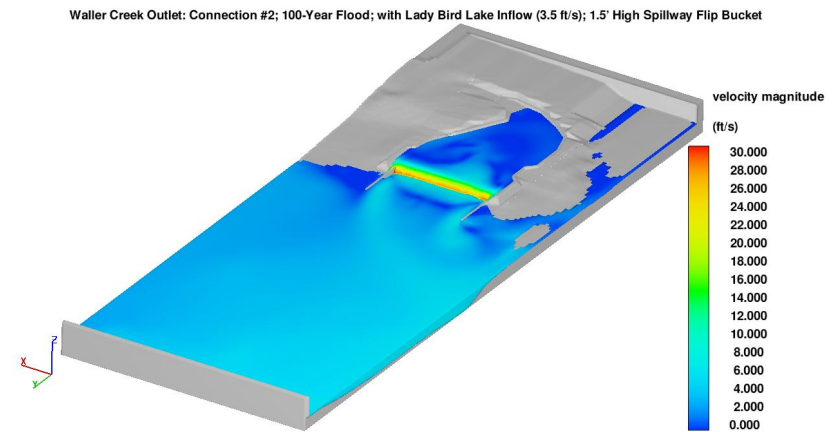 Waller Creek Outlet: Connection #2; 100-Year Flood; with Lady Bird Lake Inflow (3.5 ft/s); 1.5' High Spillway Flip Bucket
velocity magnitude
(ft/s)
30.000
28.000
26.000
24.000
22.000
20.000
18.000
16.000
14.000
12.000
10.000
8.000
6.000
4.000
2.000
0.000
Z
X
Y